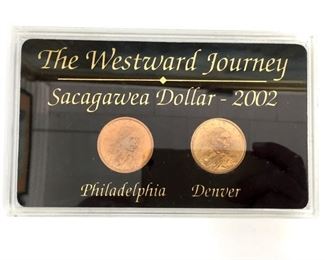 The Westward Journey
Sacagawea Dollar - 2002
Philadelphia Denver